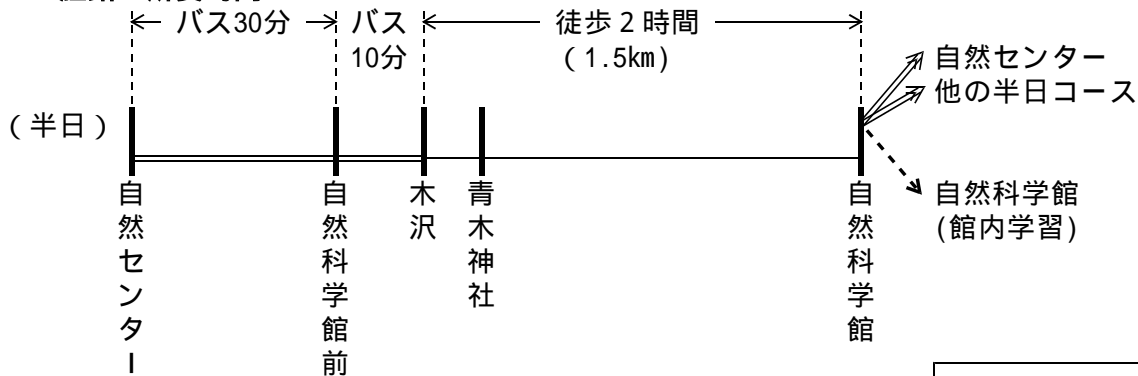 バス30分
バス
10分
徒歩２時間
（1.5㎞）
自然センター
他の半日コース
（半日）
自然科学館
(館内学習)
自然センター
自然科学館前
木沢
青木神社
自然科学館